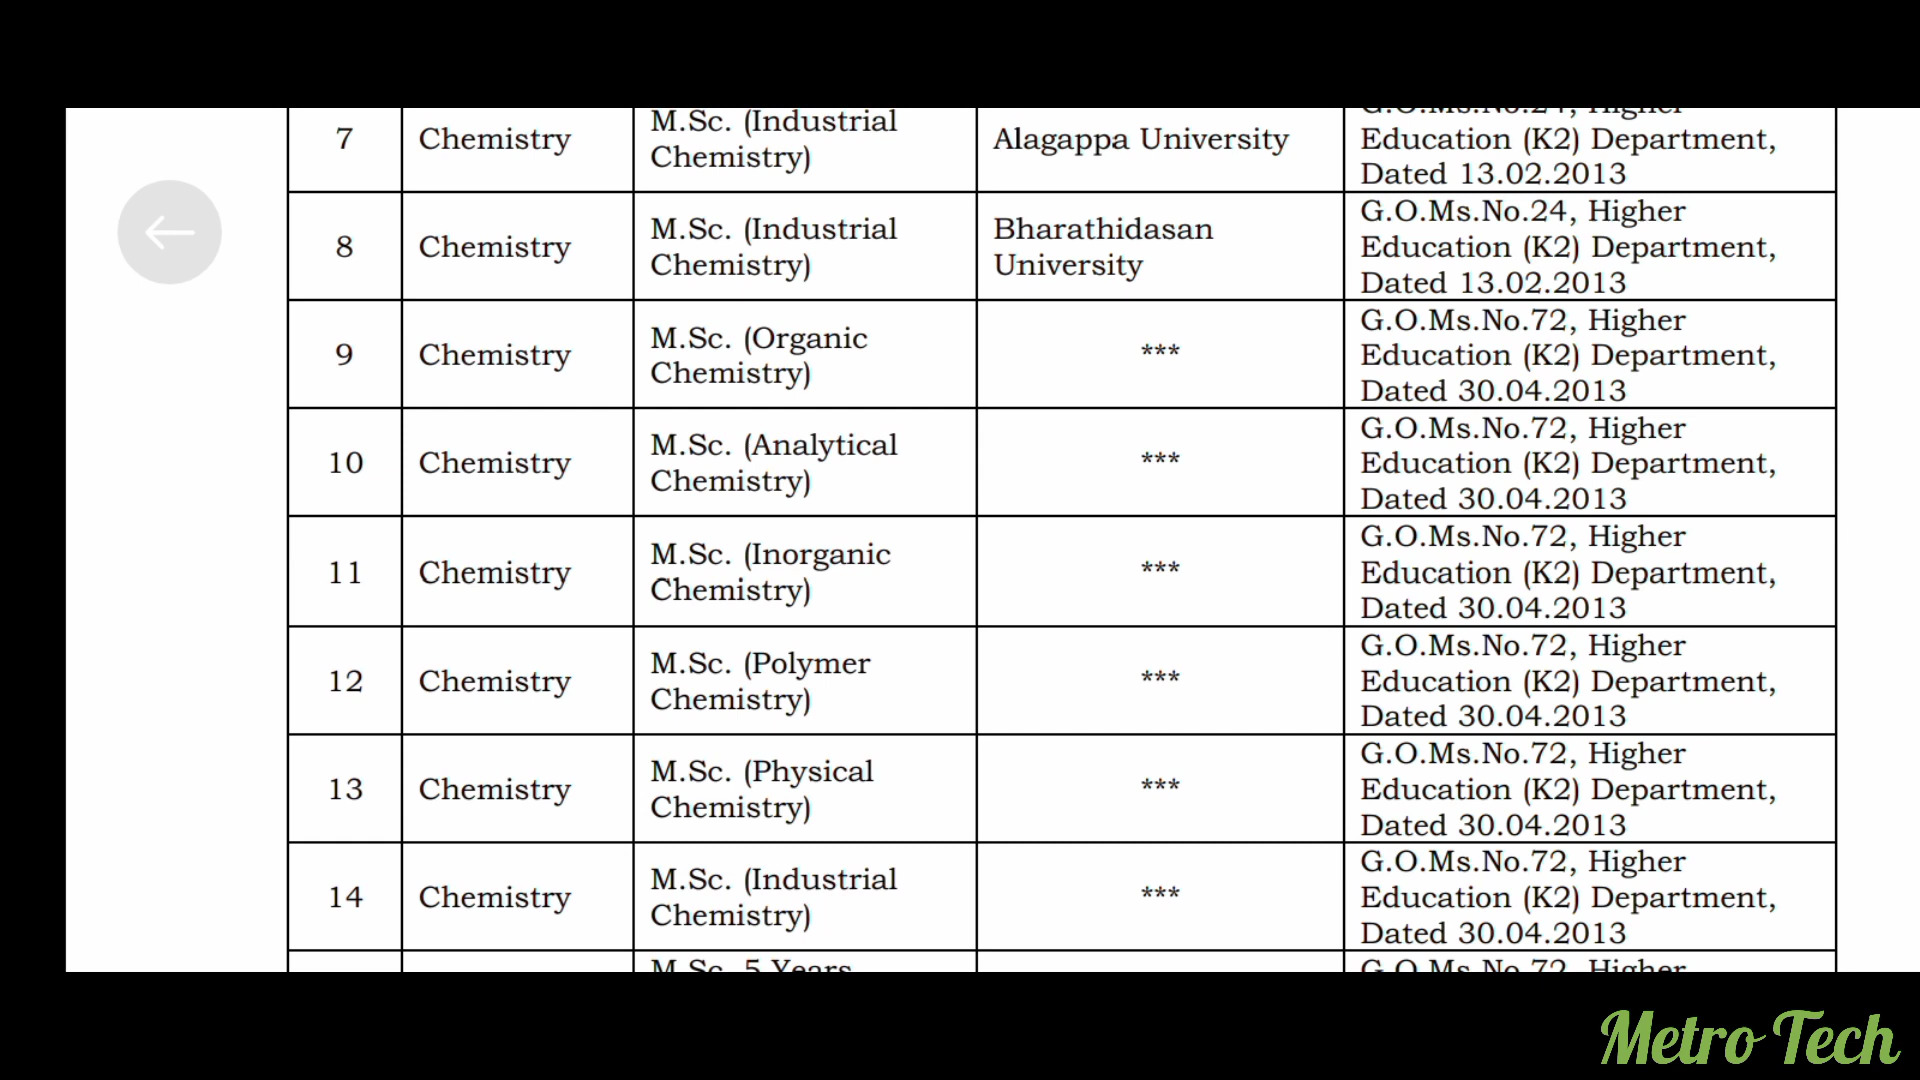 G.O.Ms.No.24, Higher
7 Chemistry M.Sc. (Industrial Chemistry) Alagappa University Education (K2) Department,
Dated 13.02.2013
8 Chemistry M.Sc. (Industrial Chemistry) Bharathidasan University G.O.Ms.No.24, Higher
Education (K2) Department,
Dated 13.02.2013
9 Chemistry M.Sc. (Organic Chemistry) *** G.O.Ms.No.72, Higher
Education (K2) Department,
Dated 30.04.2013
10 Chemistry M.Sc. (Analytical Chemistry) *** G.O.Ms.No.72, Higher
Education (K2) Department,
Dated 30.04.2013
11 Chemistry M.Sc. (Inorganic Chemistry) *** G.O.Ms.No.72, Higher
Education (K2) Department,
Dated 30.04.2013
12 Chemistry M.Sc. (Polymer Chemistry) *** G.O.Ms.No.72, Higher
Education (K2) Department,
Dated 30.04.2013
13 Chemistry M.Sc. (Physical Chemistry) *** G.O.Ms.No.72, Higher
Education (K2) Department,
Dated 30.04.2013
14 Chemistry M.Sc. (Industrial Chemistry) *** G.O.Ms.No.72, Higher
Education (K2) Department,
Dated 30.04.2013
M.Sc. 5 Years G.O.Ms.No.72, Higher
Metro Tech